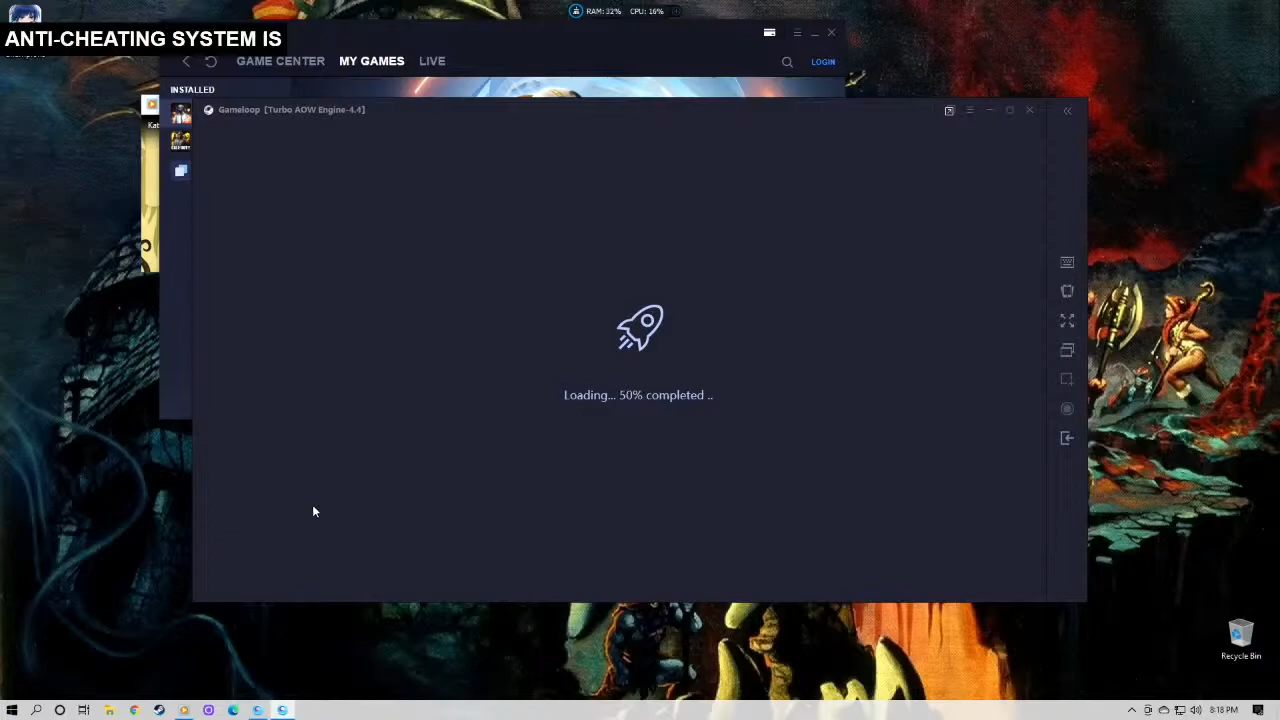 RAM: 32% CPU: 16%
ANTI-CHEATING SYSTEM IS
GAME CENTER MY GAMES LIVE LOGIN
INSTALLED
Gameloop [Turbo AOW Engine-4.4]
Kat
Loading... 50% completed ..
Recycle Bin
8:18 PM